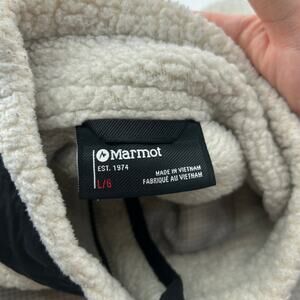 Marmot
EST. 1974
L/G
MADE IN VIETNAM
FABRIQUÉ AU VIETNAM